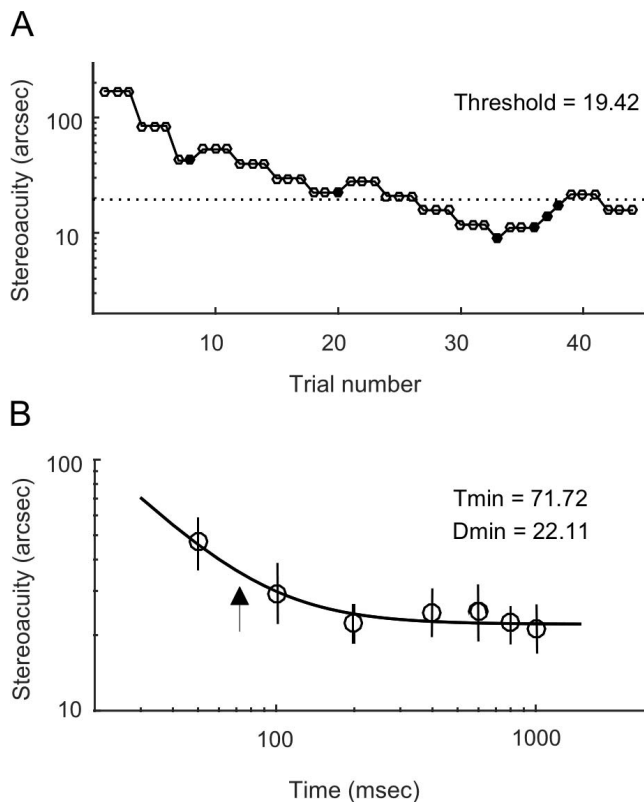 A
Stereoacuity (arcsec)
100
10
Threshold = 19.42
10 20 30 40
Trial number
B
Stereoacuity (arcsec)
100
10
Tmin = 71.72
Dmin = 22.11
100 1000
Time (msec)